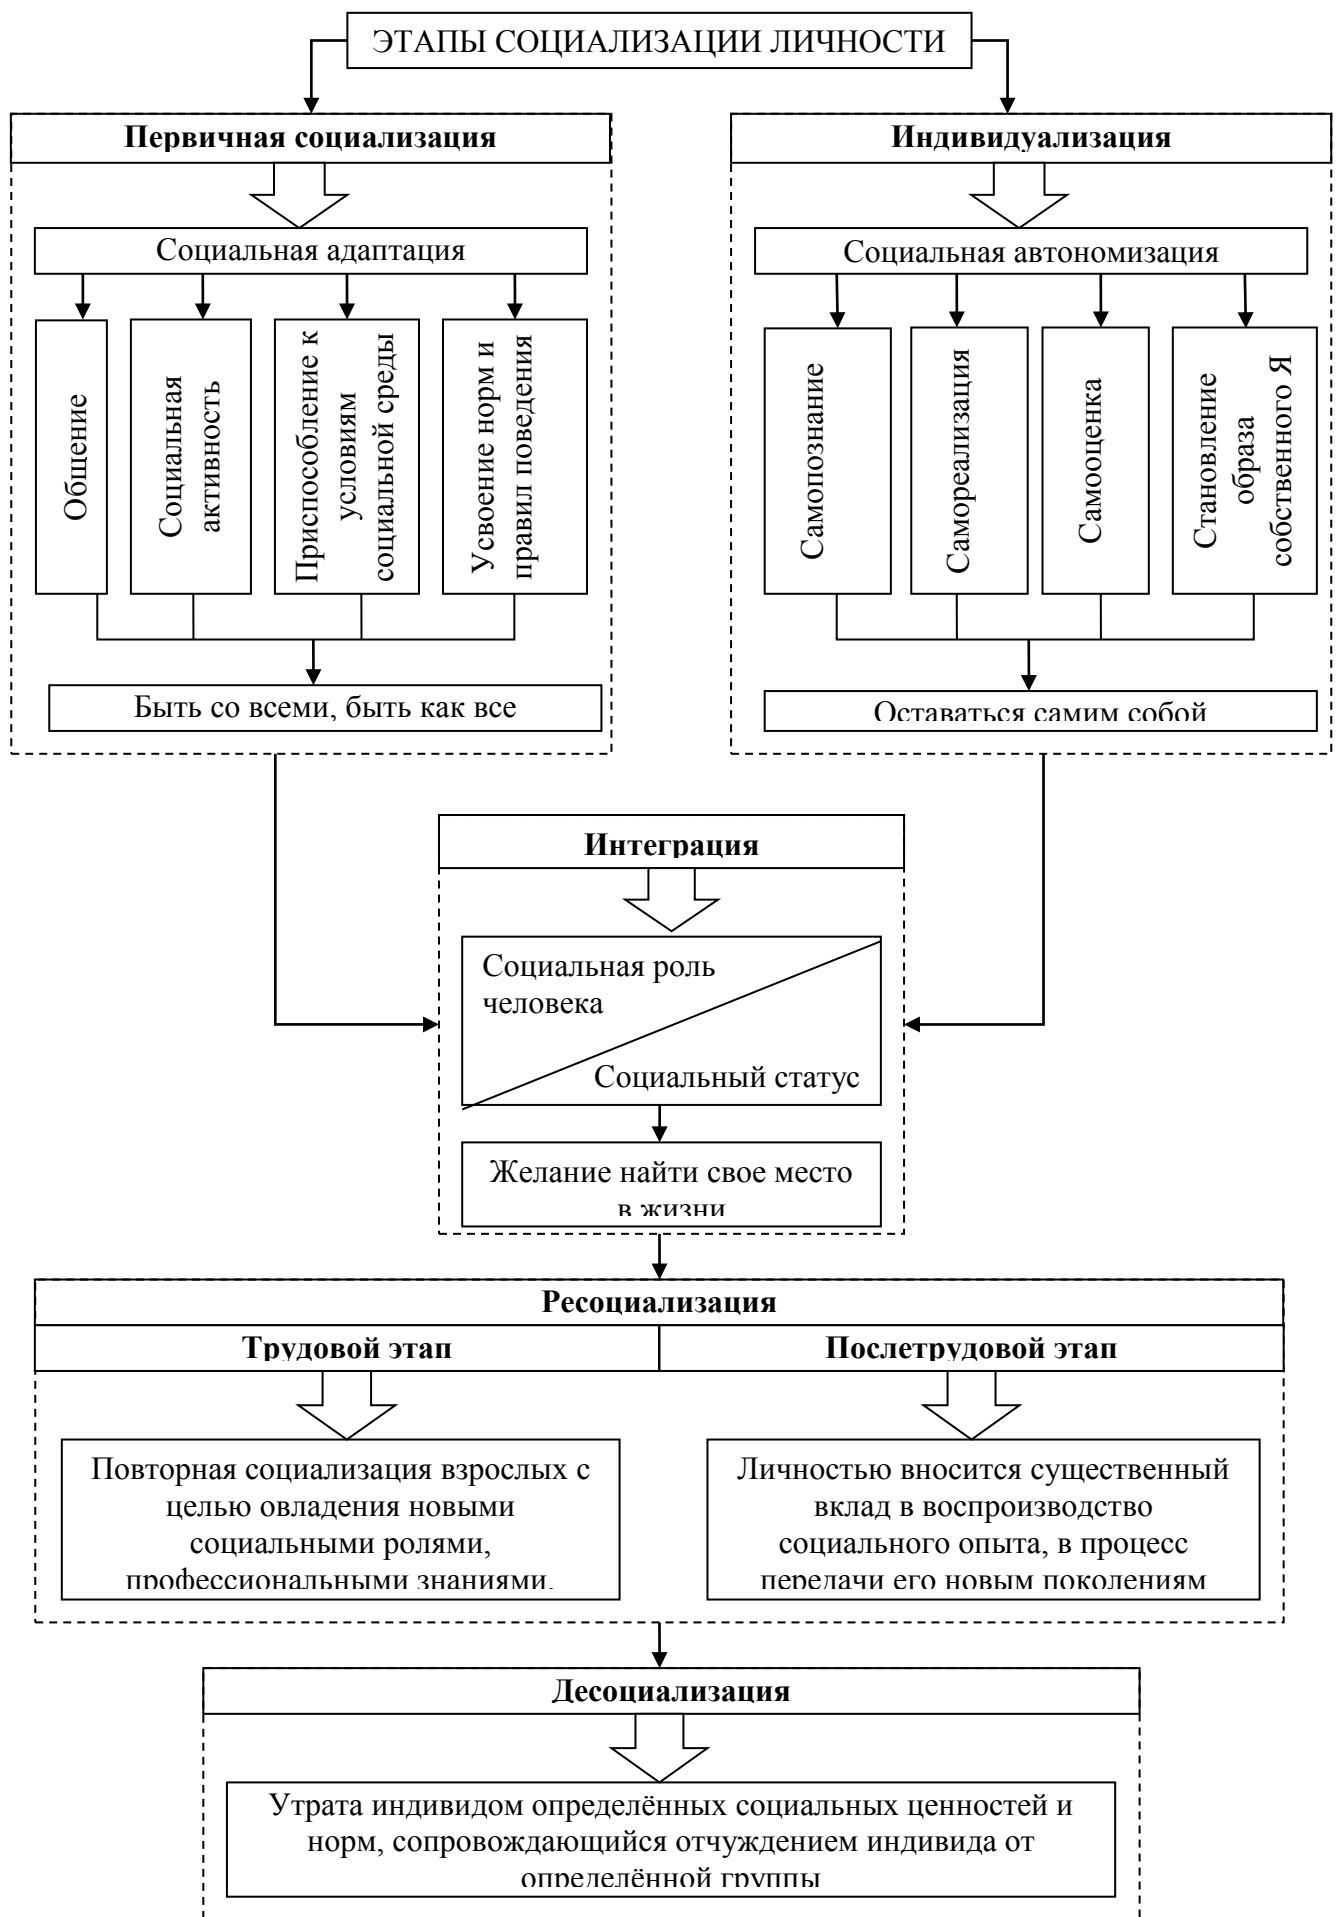 ЭТАПЫ СОЦИАЛИЗАЦИИ ЛИЧНОСТИ
Первичная социализация
Социальная адаптация
Общение
Социальная
активность
Приспособление к
условиям
социальной среды
Усвоение норм и
правил поведения
Быть со всеми, быть как все
Индивидуализация
Социальная автономизация
Самопознание
Самореализация
Самооценка
Становление
образа
собственного Я
Оставаться самим собой
Интеграция
Социальная роль
человека
Социальный статус
Желание найти свое место
в жизни
Ресоциализация
Трудовой этап
Повторная социализация взрослых с
целью овладения новыми
социальными ролями,
профессиональными знаниями.
Послетрудовой этап
Личностью вносится существенный
вклад в воспроизводство
социального опыта, в процесс
передачи его новым поколениям
Десоциализация
Утрата индивидом определённых социальных ценностей и
норм, сопровождающийся отчуждением индивида от
определённой группы